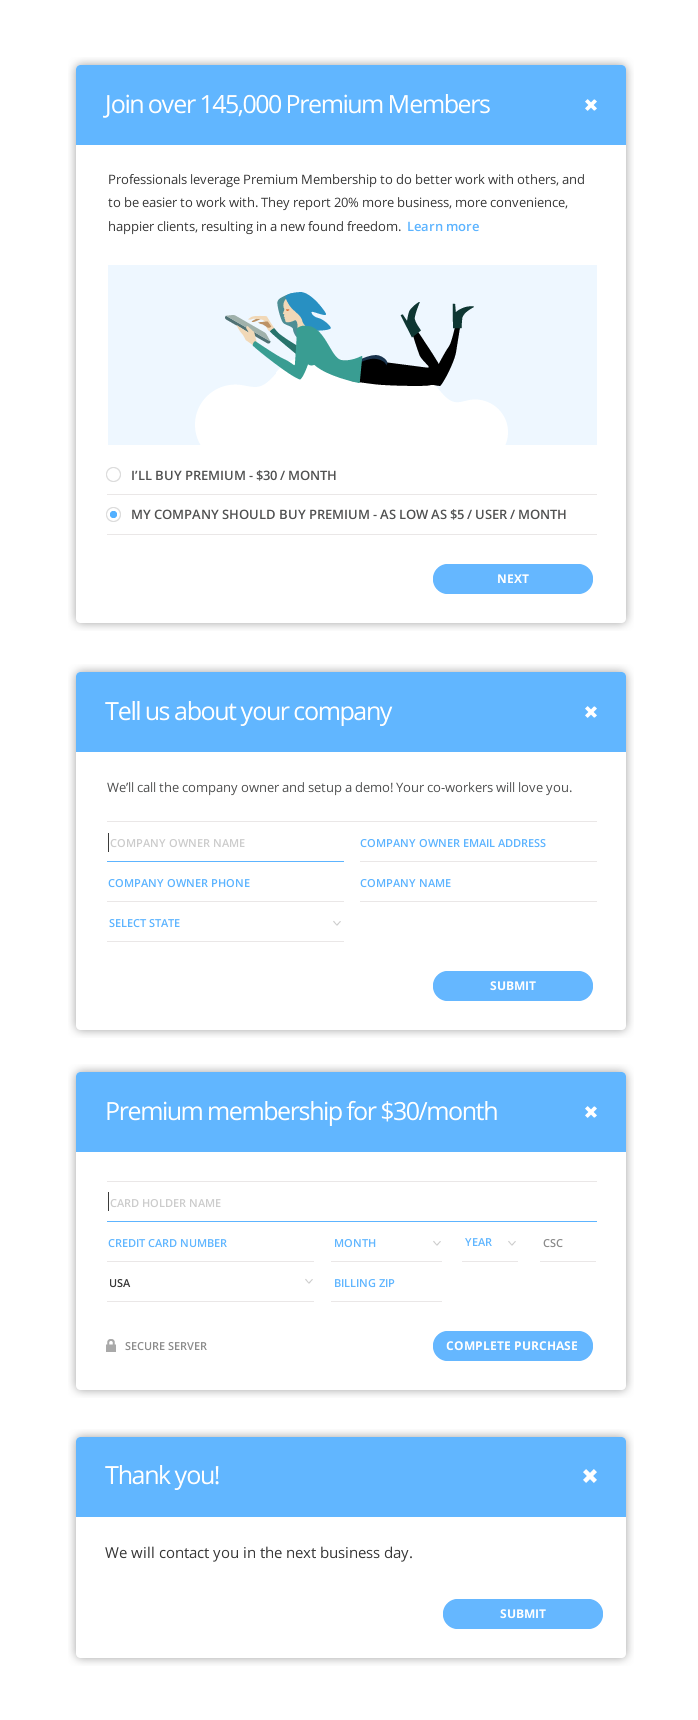 Join over 145,000 Premium Members
Professionals leverage Premium Membership to do better work with others, and
to be easier to work with. They report 20% more business, more convenience,
happier clients, resulting in a new found freedom. Learn more
I’LL BUY PREMIUM - $30 / MONTH
MY COMPANY SHOULD BUY PREMIUM - AS LOW AS $5 / USER / MONTH
NEXT
Tell us about your company
We’ll call the company owner and setup a demo! Your co-workers will love you.
COMPANY OWNER NAME COMPANY OWNER EMAIL ADDRESS
COMPANY OWNER PHONE COMPANY NAME
SELECT STATE
SUBMIT
Premium membership for $30/month
CARD HOLDER NAME
CREDIT CARD NUMBER MONTH YEAR CSC
USA BILLING ZIP
SECURE SERVER COMPLETE PURCHASE
Thank you!
We will contact you in the next business day.
SUBMIT